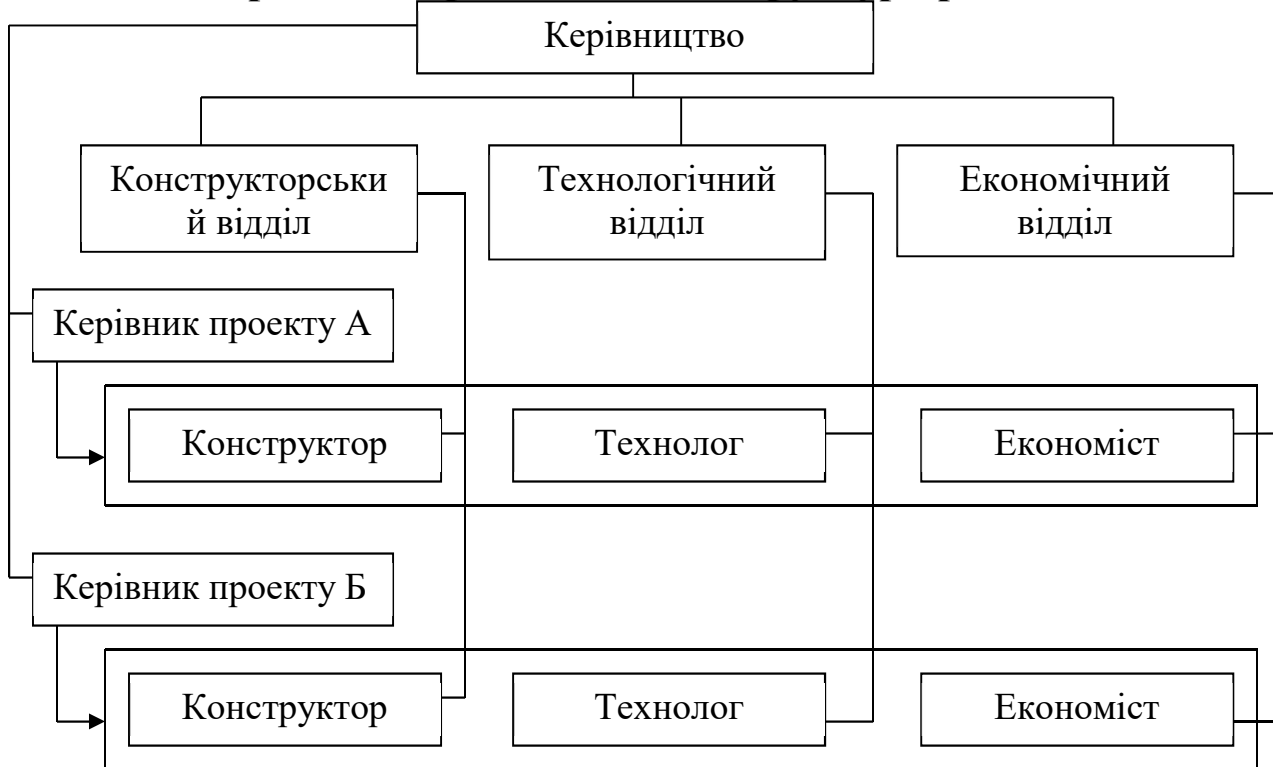 Керівництво
Конструкторськи
й відділ
Технологічний
відділ
Економічний
відділ
Керівник проекту А
Конструктор
Технолог
Економіст
Керівник проекту Б
Конструктор
Технолог
Економіст